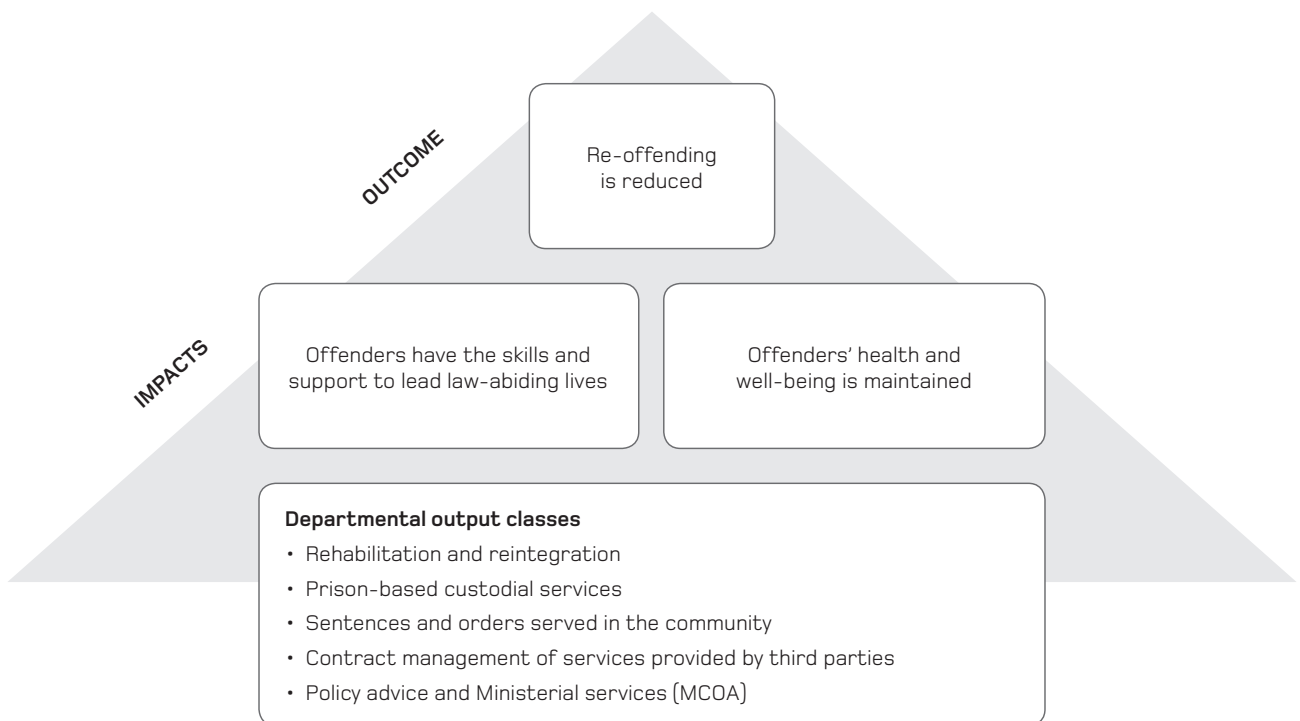 OUTCOME
Re-offending
is reduced
IMPACTS
Offenders have the skills and
support to lead law-abiding lives
Offenders’ health and
well-being is maintained
Departmental output classes
• Rehabilitation and reintegration
• Prison-based custodial services
• Sentences and orders served in the community
• Contract management of services provided by third parties
• Policy advice and Ministerial services (MCOA)